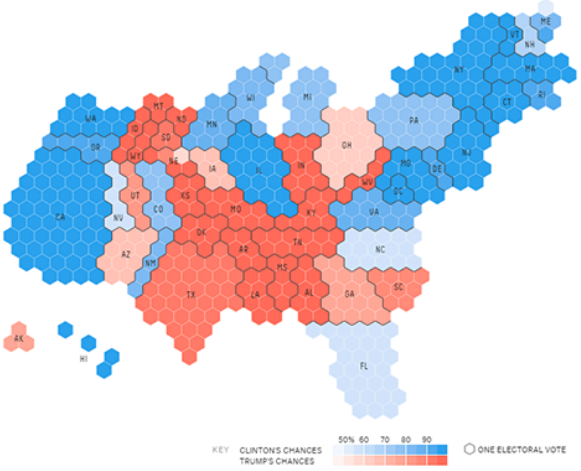 ME
VT
NH
WA
MT
ND
ID
OR
SD
WY
MN
WI
MI
NY
MA
CT
RI
PA
NJ
NE
IA
IL
IN
OH
MD
DE
DC
WV
VA
CA
NV
UT
CO
KS
MO
KY
AZ
NM
OK
AR
TN
NC
TX
LA
MS
AL
GA
SC
AK
HI
FL
KEY
CLINTON'S CHANCES
TRUMP'S CHANCES
50% 60 70 80 90
ONE ELECTORAL VOTE